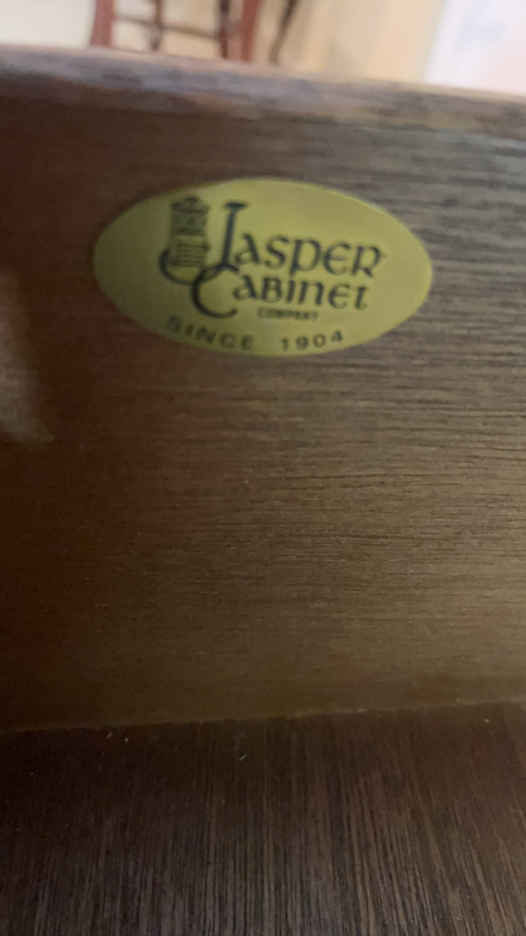 JASPER
CABINET
COMPANY
SINCE 1904